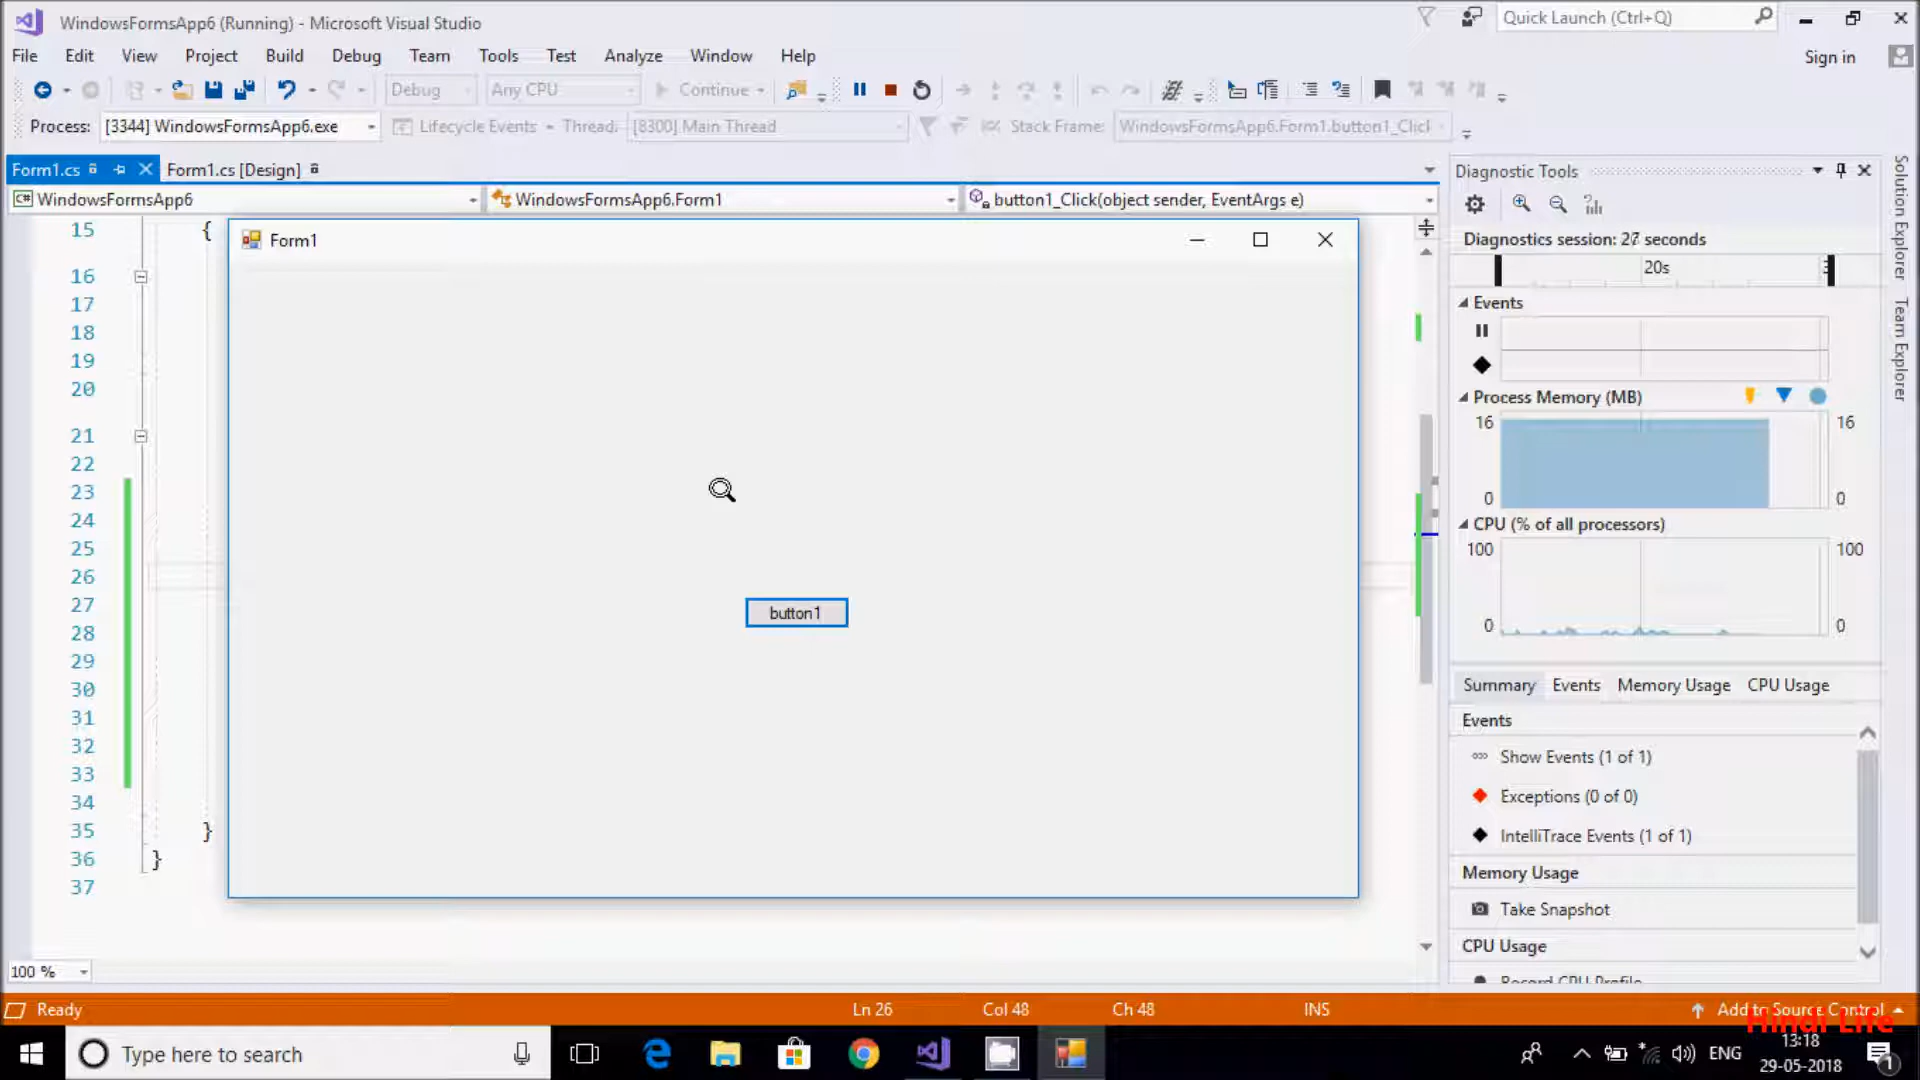 WindowsFormsApp6 (Running) - Microsoft Visual Studio
Quick Launch (Ctrl+Q)
File Edit View Project Build Debug Team Tools Test Analyze Window Help
Sign in
Debug Any CPU Continue
Process: [3344] WindowsFormsApp6.exe Lifecycle Events Thread: [8300] Main Thread Stack Frame: WindowsFormsApp6.Form1.button1_Click
Form1.cs Form1.cs [Design]
WindowsFormsApp6 WindowsFormsApp6.Form1 button1_Click(object sender, EventArgs e)
Form1
15 {
16
17
18
19
20
21
22
23
24
25
26
27
28
29
30
31
32
33
34
35 }
36 }
37
button1
100 %
Diagnostic Tools
Diagnostics session: 27 seconds
20s
Events
Process Memory (MB)
16 16
0 0
CPU (% of all processors)
100 100
0 0
Summary Events Memory Usage CPU Usage
Events
Show Events (1 of 1)
Exceptions (0 of 0)
IntelliTrace Events (1 of 1)
Memory Usage
Take Snapshot
CPU Usage
Record CPU Profile
Solution Explorer
Team Explorer
Ready Ln 26 Col 48 Ch 48 INS Add to Source Control
Hindi Life
Type here to search
ENG
13:18
29-05-2018
1